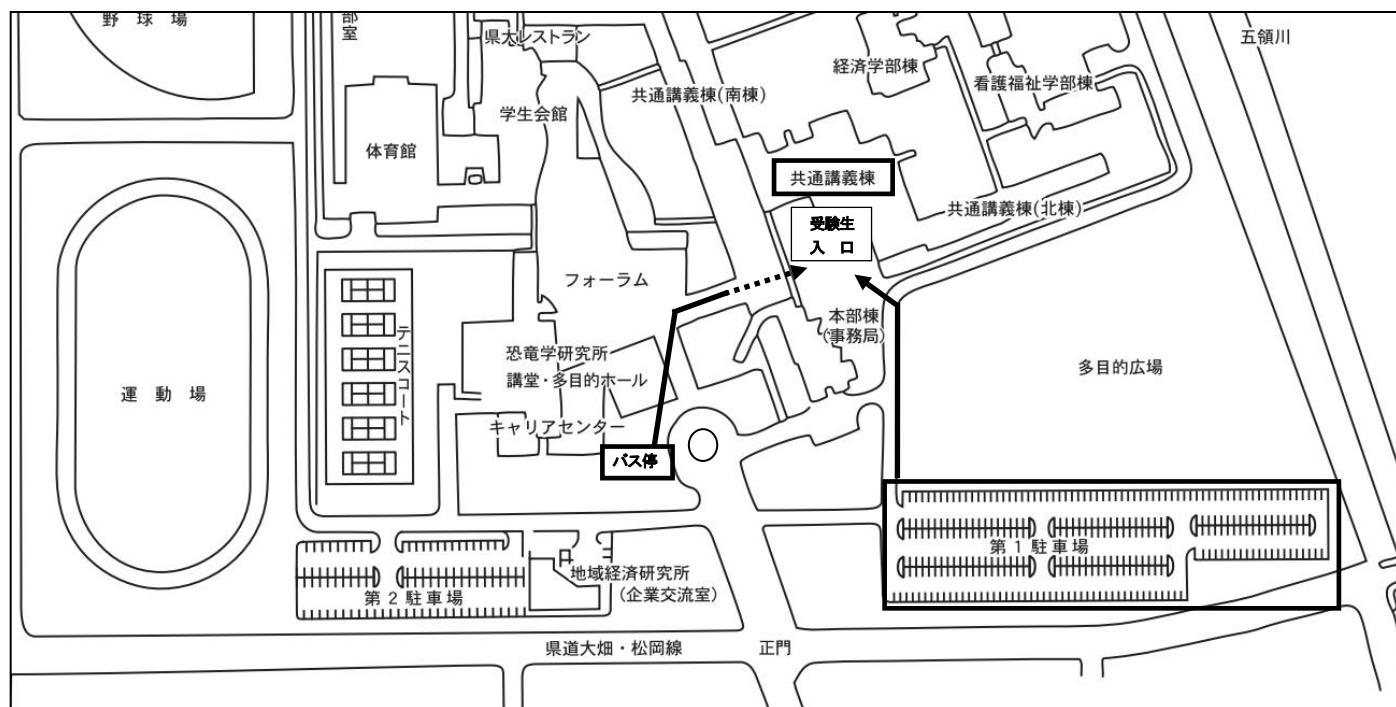 野球場
部室
県大レストラン
五領川
経済学部棟
看護福祉学部棟
共通講義棟(南棟)
学生会館
体育館
共通講義棟
共通講義棟(北棟)
受験生
入　口
フォーラム
本部棟
(事務局)
テニスコート
恐竜学研究所
講堂・多目的ホール
多目的広場
運　動　場
キャリアセンター
バス停
第１駐車場
地域経済研究所
(企業交流室)
第２駐車場
県道大畑・松岡線
正門